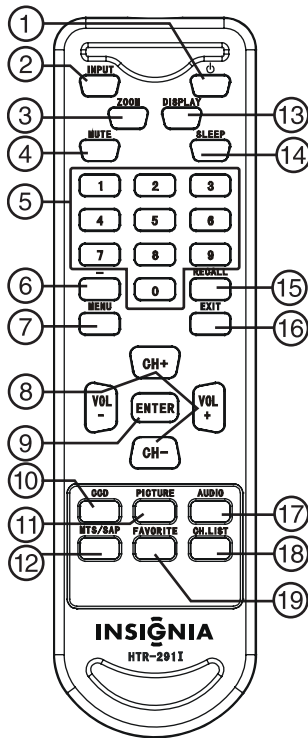 1
2 INPUT
ZOOM DISPLAY
3 13
MUTE SLEEP
4 14
1 2 3
5
4 5 6
7 8 9
- RECALL
6 0 15
MENU EXIT
7 16
CH+
8
VOL - VOL +
9 ENTER
CH-
10 CCD PICTURE AUDIO
11 17
MTS/SAP FAVORITE CH.LIST
12 18
19
INSIGNIA
HTR-291I